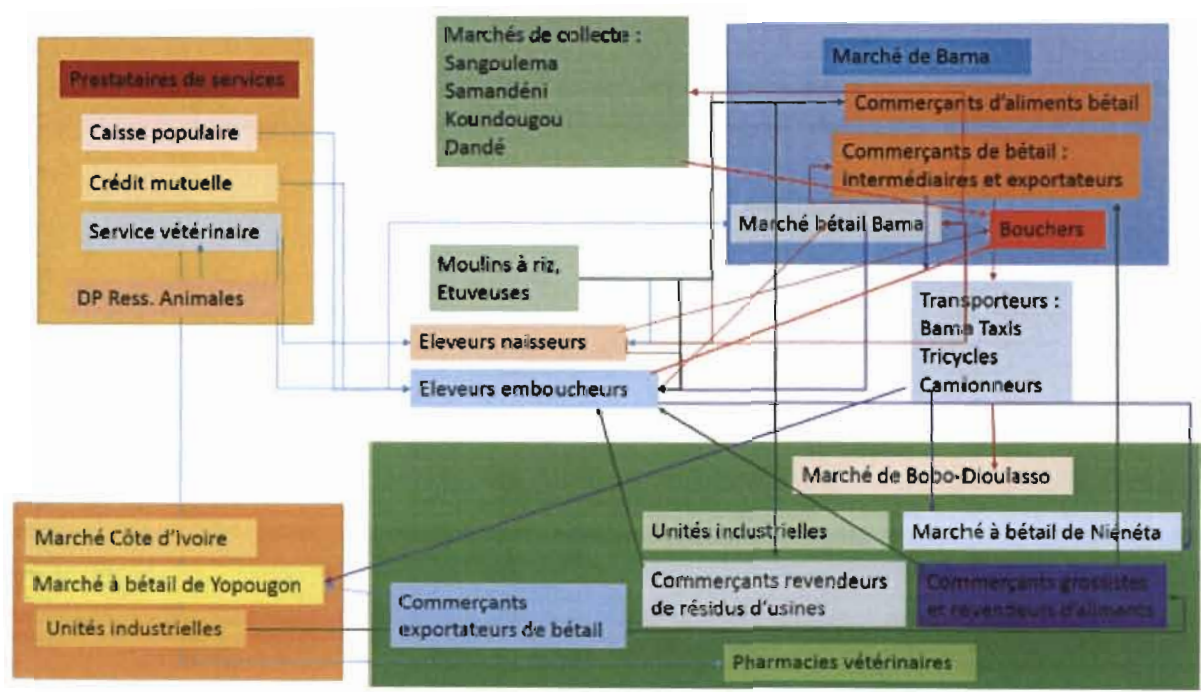 Prestataires de services
Caisse populaire
Crédit mutuelle
Service vétérinaire
DP Ress. Animales
Marchés de collecte :
Sangoulema
Samandéni
Koundougou
Dandé
Marché de Bama
Commerçants d'aliments bétail
Commerçants de bétail :
intermédiaires et exportateurs
Marché bétail Bama
Bouchers
Moulins à riz,
Etuveuses
Eleveurs naisseurs
Eleveurs emboucheurs
Transporteurs :
Bama Taxis
Tricycles
Camionneurs
Marché de Bobo-Dioulasso
Unités industrielles
Marché à bétail de Niénéta
Commerçants revendeurs
de résidus d'usines
Commerçants grossistes
et revendeurs d'aliments
Commerçants
exportateurs de bétail
Pharmacies vétérinaires
Marché Côte d'Ivoire
Marché à bétail de Yopougon
Unités industrielles